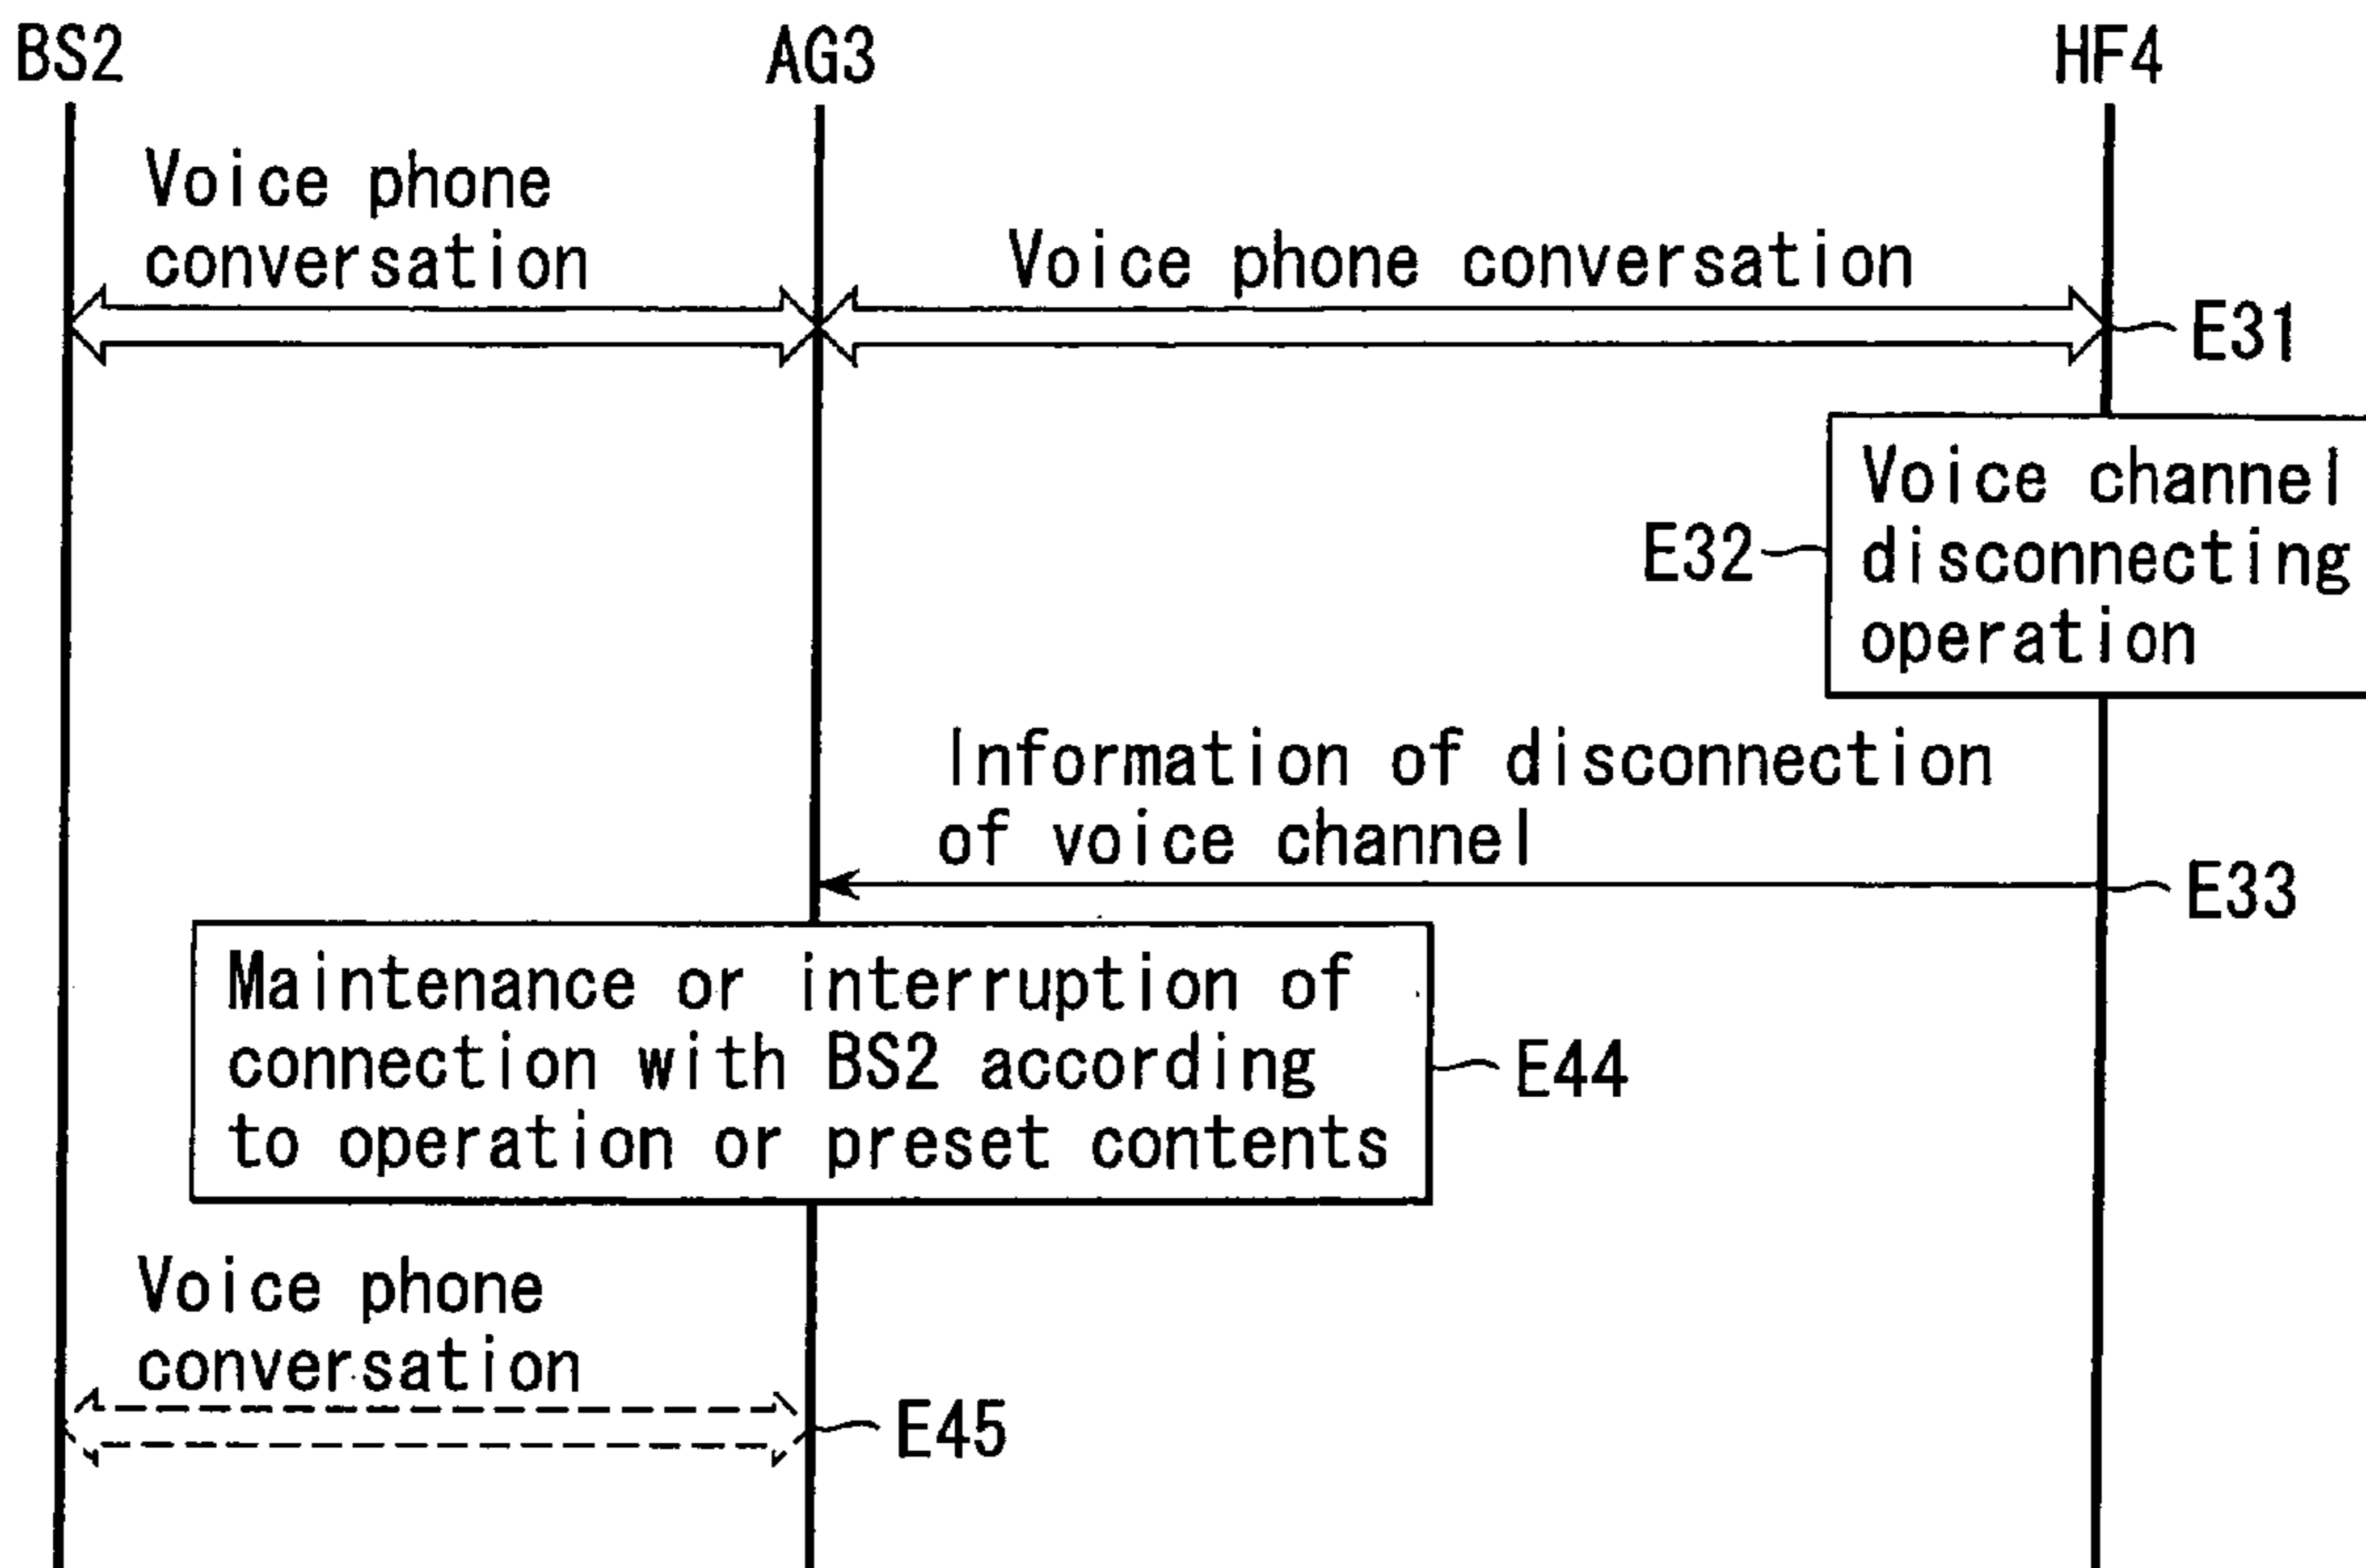 BS2 AG3 HF4
Voice phone
conversation
Voice phone conversation
E31
Voice channel
disconnecting
operation
E32
Information of disconnection
of voice channel
E33
Maintenance or interruption of
connection with BS2 according
to operation or preset contents
E44
Voice phone
conversation
E45